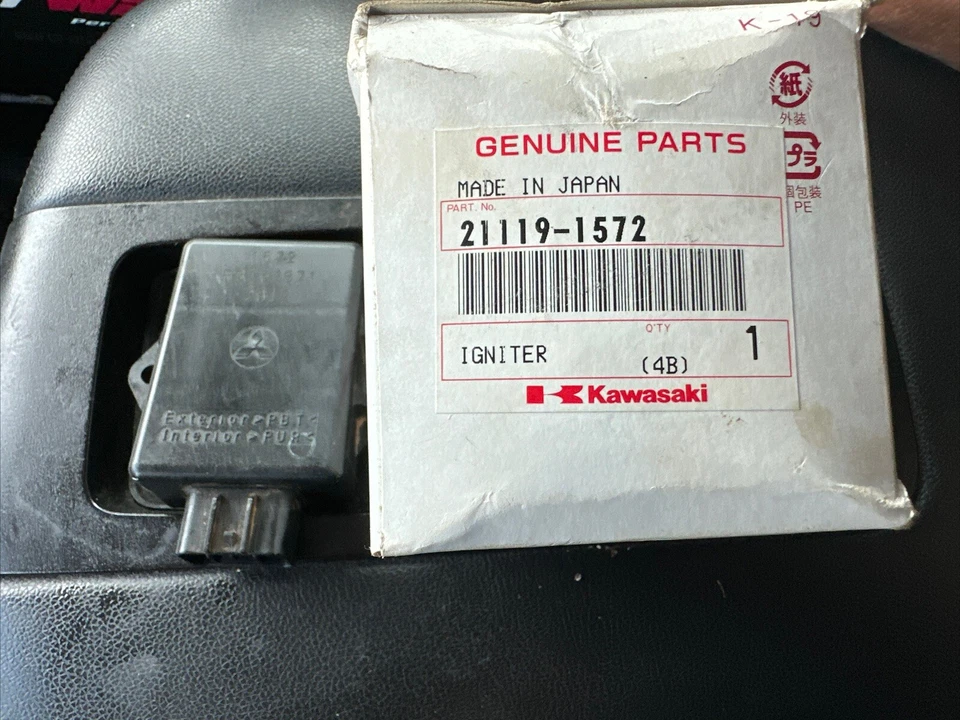 K-19
紙
外装
GENUINE PARTS
プラ
MADE IN JAPAN
個包装
PE
PART. No.
21119-1572
Q'TY
1
IGNITER
(4B)
Kawasaki
1572
Exterior>PBT<
Interior>PUR<